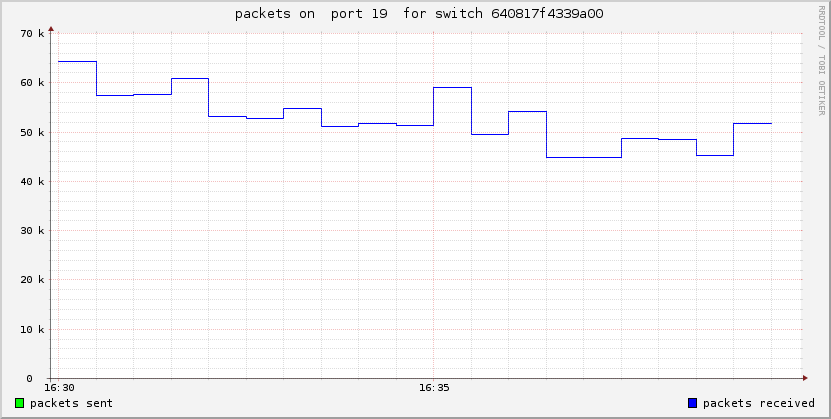 packets on port 19 for switch 640817f4339a00
RRDTOOL / TOBI OETIKER
70 k
60 k
50 k
40 k
30 k
20 k
10 k
0
16:30 16:35
packets sent packets received